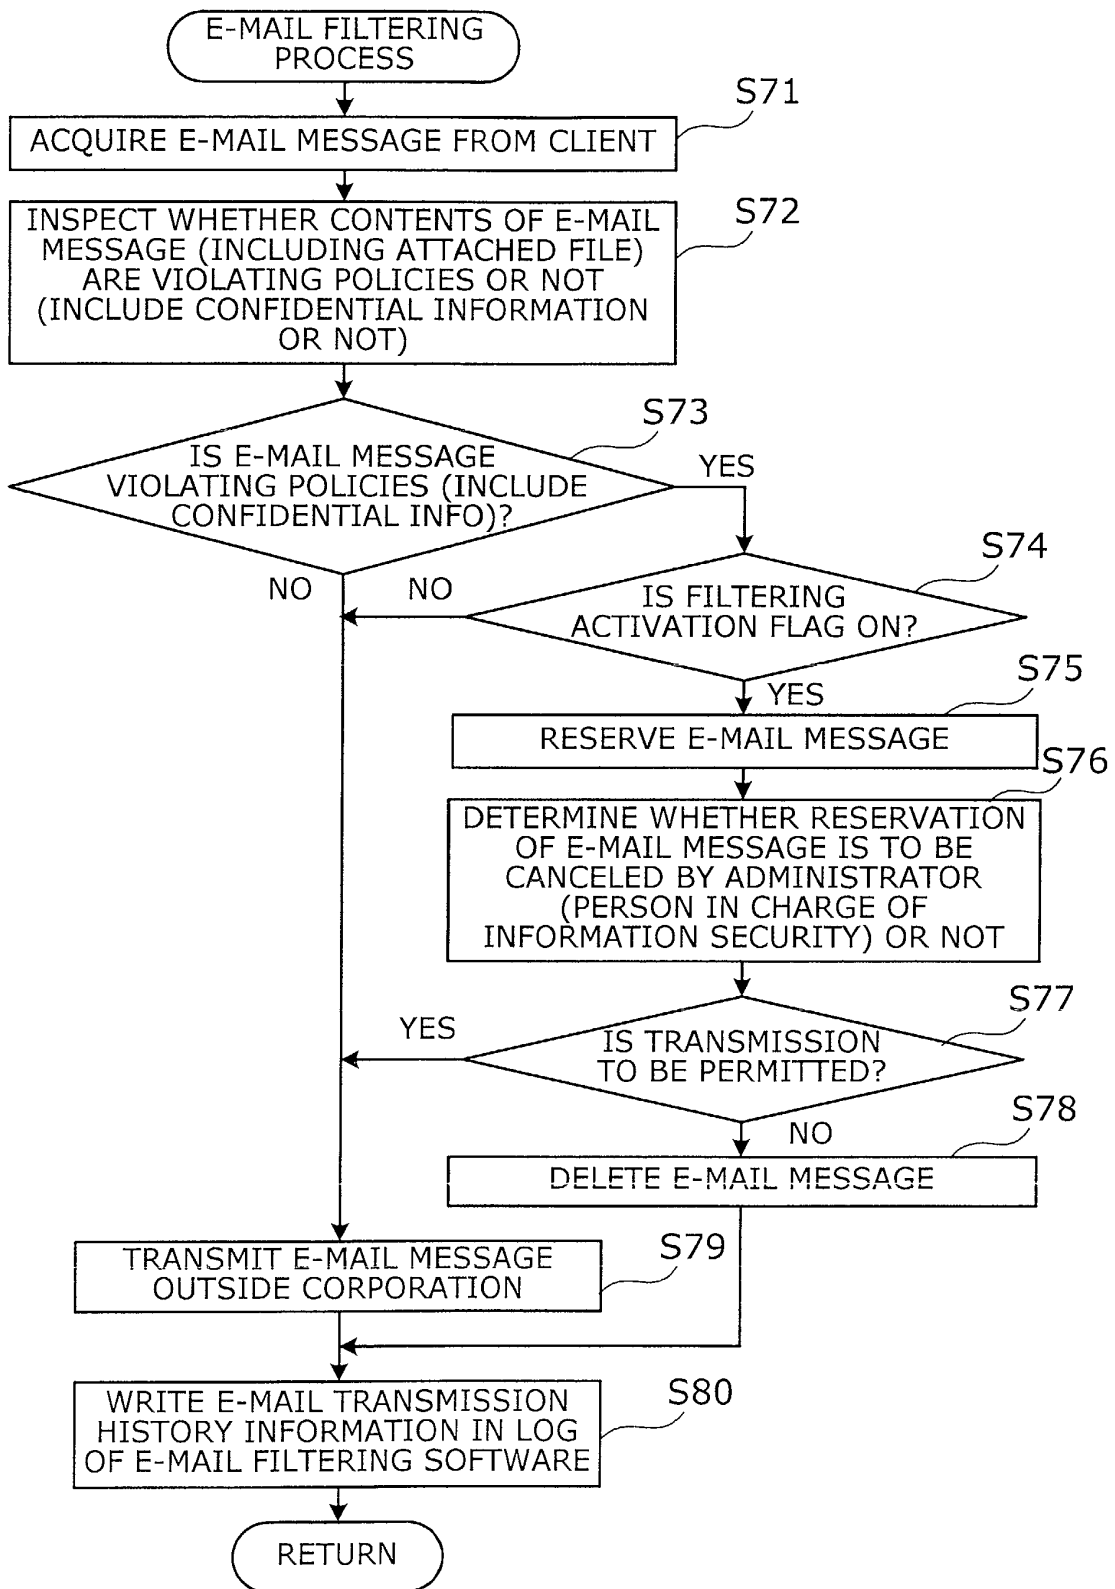 E-MAIL FILTERING
PROCESS
S71
ACQUIRE E-MAIL MESSAGE FROM CLIENT
S72
INSPECT WHETHER CONTENTS OF E-MAIL
MESSAGE (INCLUDING ATTACHED FILE)
ARE VIOLATING POLICIES OR NOT
(INCLUDE CONFIDENTIAL INFORMATION
OR NOT)
S73
IS E-MAIL MESSAGE
VIOLATING POLICIES (INCLUDE
CONFIDENTIAL INFO)?
YES
NO
S74
IS FILTERING
ACTIVATION FLAG ON?
NO
YES
S75
RESERVE E-MAIL MESSAGE
S76
DETERMINE WHETHER RESERVATION
OF E-MAIL MESSAGE IS TO BE
CANCELED BY ADMINISTRATOR
(PERSON IN CHARGE OF
INFORMATION SECURITY) OR NOT
S77
IS TRANSMISSION
TO BE PERMITTED?
YES
NO
S78
DELETE E-MAIL MESSAGE
S79
TRANSMIT E-MAIL MESSAGE
OUTSIDE CORPORATION
S80
WRITE E-MAIL TRANSMISSION
HISTORY INFORMATION IN LOG
OF E-MAIL FILTERING SOFTWARE
RETURN